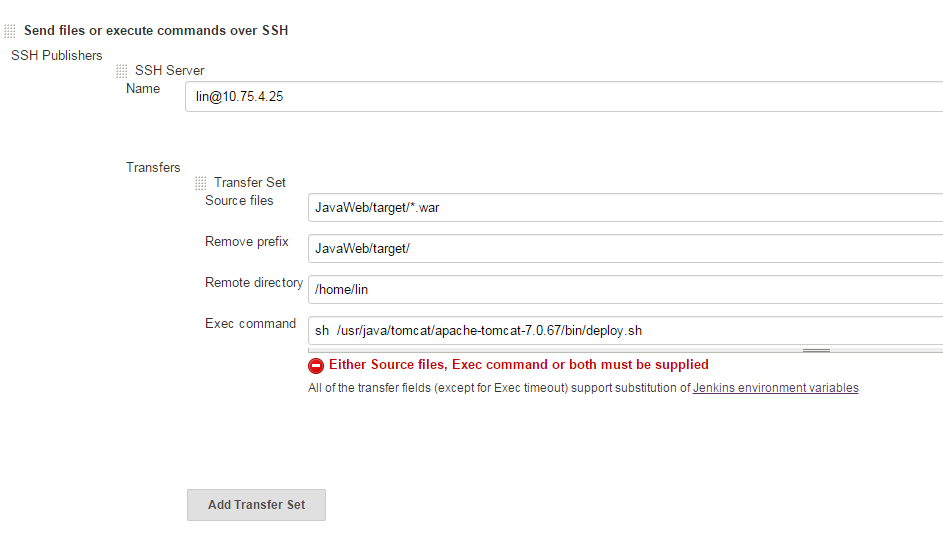 Send files or execute commands over SSH
SSH Publishers
SSH Server
Name
lin@10.75.4.25
Transfers
Transfer Set
Source files
JavaWeb/target/*.war
Remove prefix
JavaWeb/target/
Remote directory
/home/lin
Exec command
sh  /usr/java/tomcat/apache-tomcat-7.0.67/bin/deploy.sh
Either Source files, Exec command or both must be supplied
All of the transfer fields (except for Exec timeout) support substitution of Jenkins environment variables
Add Transfer Set